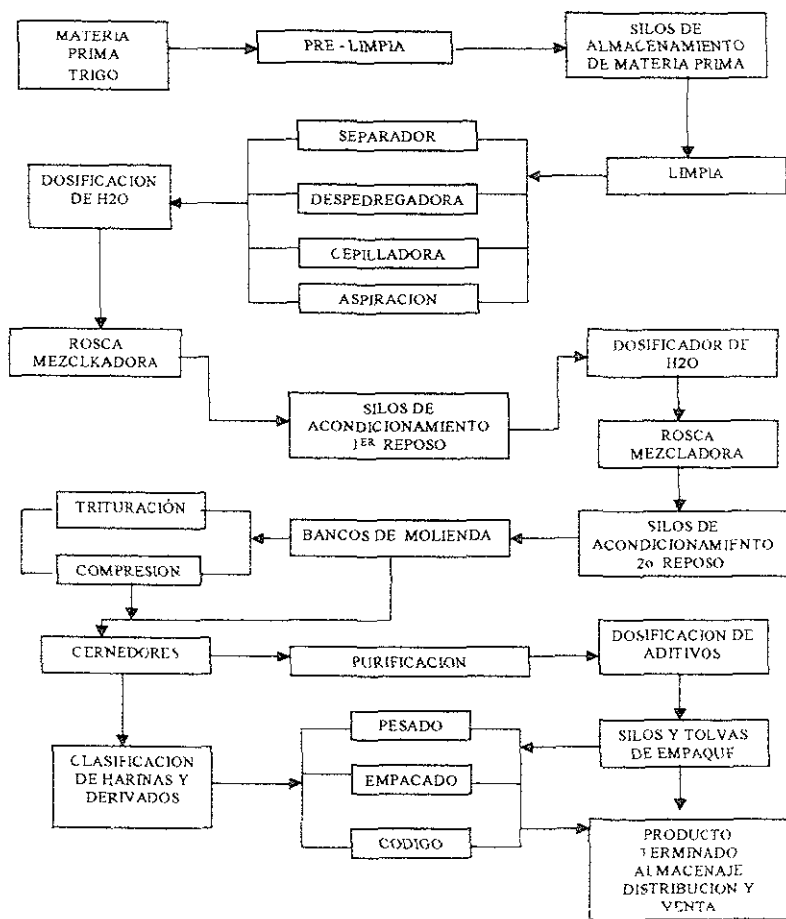 MATERIA
PRIMA
TRIGO
PRE - LIMPIA
SILOS DE
ALMACENAMIENTO
DE MATERIA PRIMA
SEPARADOR
LIMPIA
DOSIFICACION
DE H2O
DESPEDREGADORA
CEPILLADORA
ASPIRACION
ROSCA
MEZCLKADORA
DOSIFICADOR DE
H2O
SILOS DE
ACONDICIONAMIENTO
1ER REPOSO
ROSCA
MEZCLADORA
TRITURACIÓN
BANCOS DE MOLIENDA
SILOS DE
ACONDICIONAMIENTO
2o REPOSO
COMPRESION
CERNEDORES
PURIFICACION
DOSIFICACION DE
ADITIVOS
PESADO
SILOS Y TOLVAS
DE EMPAQUE
CLASIFICACION
DE HARINAS Y
DERIVADOS
EMPACADO
CODIGO
PRODUCTO
TERMINADO
ALMACENAJE
DISTRIBUCION Y
VENTA